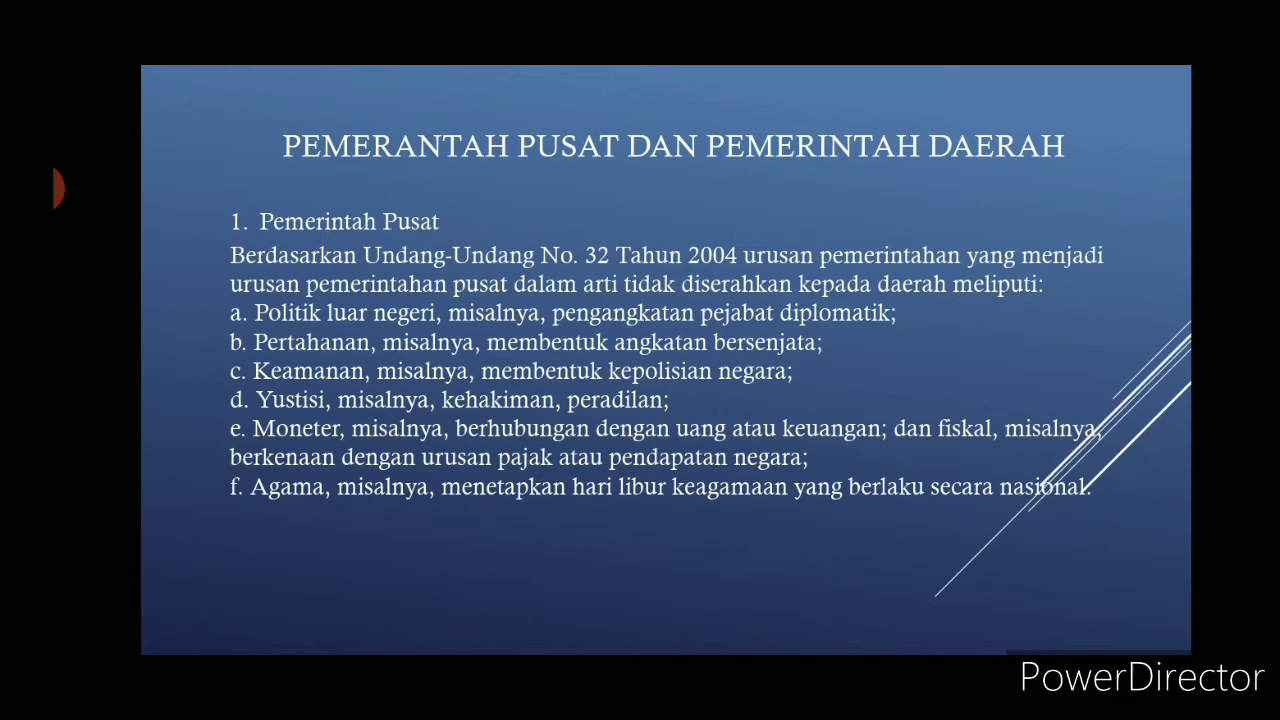 PEMERANTAH PUSAT DAN PEMERINTAH DAERAH
1. Pemerintah Pusat
Berdasarkan Undang-Undang No. 32 Tahun 2004 urusan pemerintahan yang menjadi
urusan pemerintahan pusat dalam arti tidak diserahkan kepada daerah meliputi:
a. Politik luar negeri, misalnya, pengangkatan pejabat diplomatik;
b. Pertahanan, misalnya, membentuk angkatan bersenjata;
c. Keamanan, misalnya, membentuk kepolisian negara;
d. Yustisi, misalnya, kehakiman, peradilan;
e. Moneter, misalnya, berhubungan dengan uang atau keuangan; dan fiskal, misalnya,
berkenaan dengan urusan pajak atau pendapatan negara;
f. Agama, misalnya, menetapkan hari libur keagamaan yang berlaku secara nasional.
PowerDirector